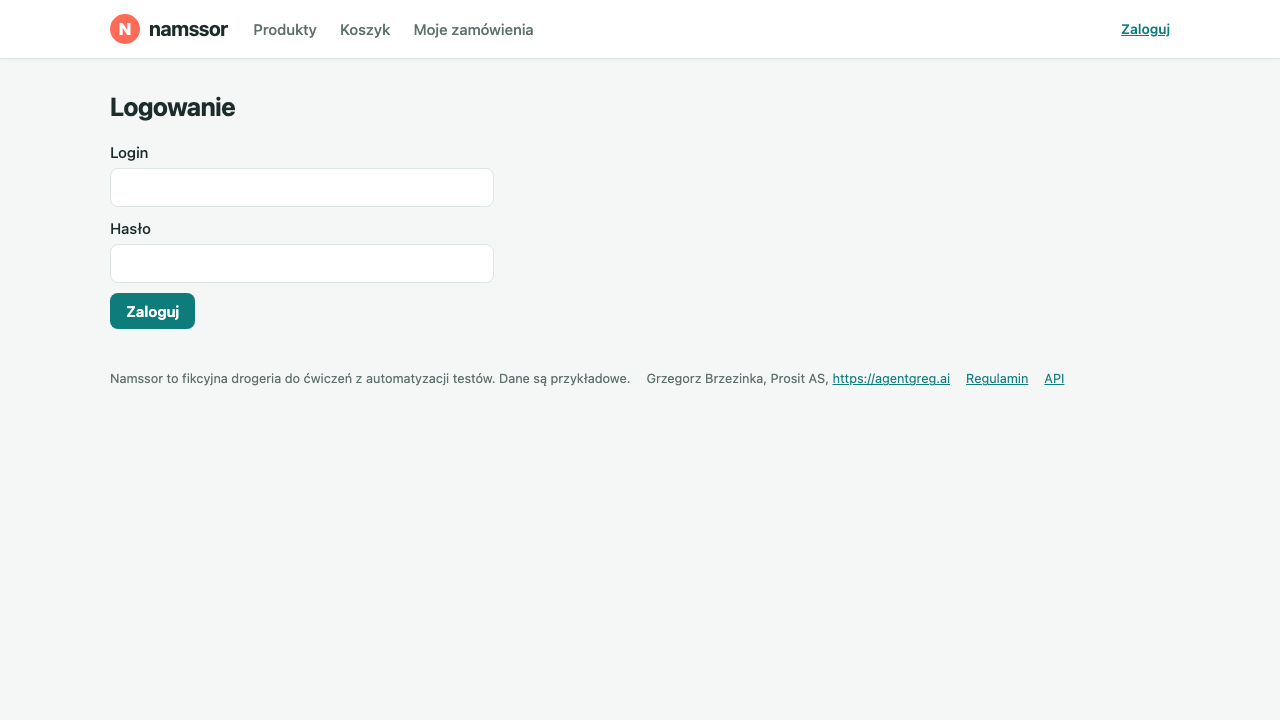 N namssor Produkty Koszyk Moje zamówienia Zaloguj
Logowanie
Login
Hasło
Zaloguj
Namssor to fikcyjna drogeria do ćwiczeń z automatyzacji testów. Dane są przykładowe. Grzegorz Brzezinka, Prosit AS, https://agentgreg.ai Regulamin API